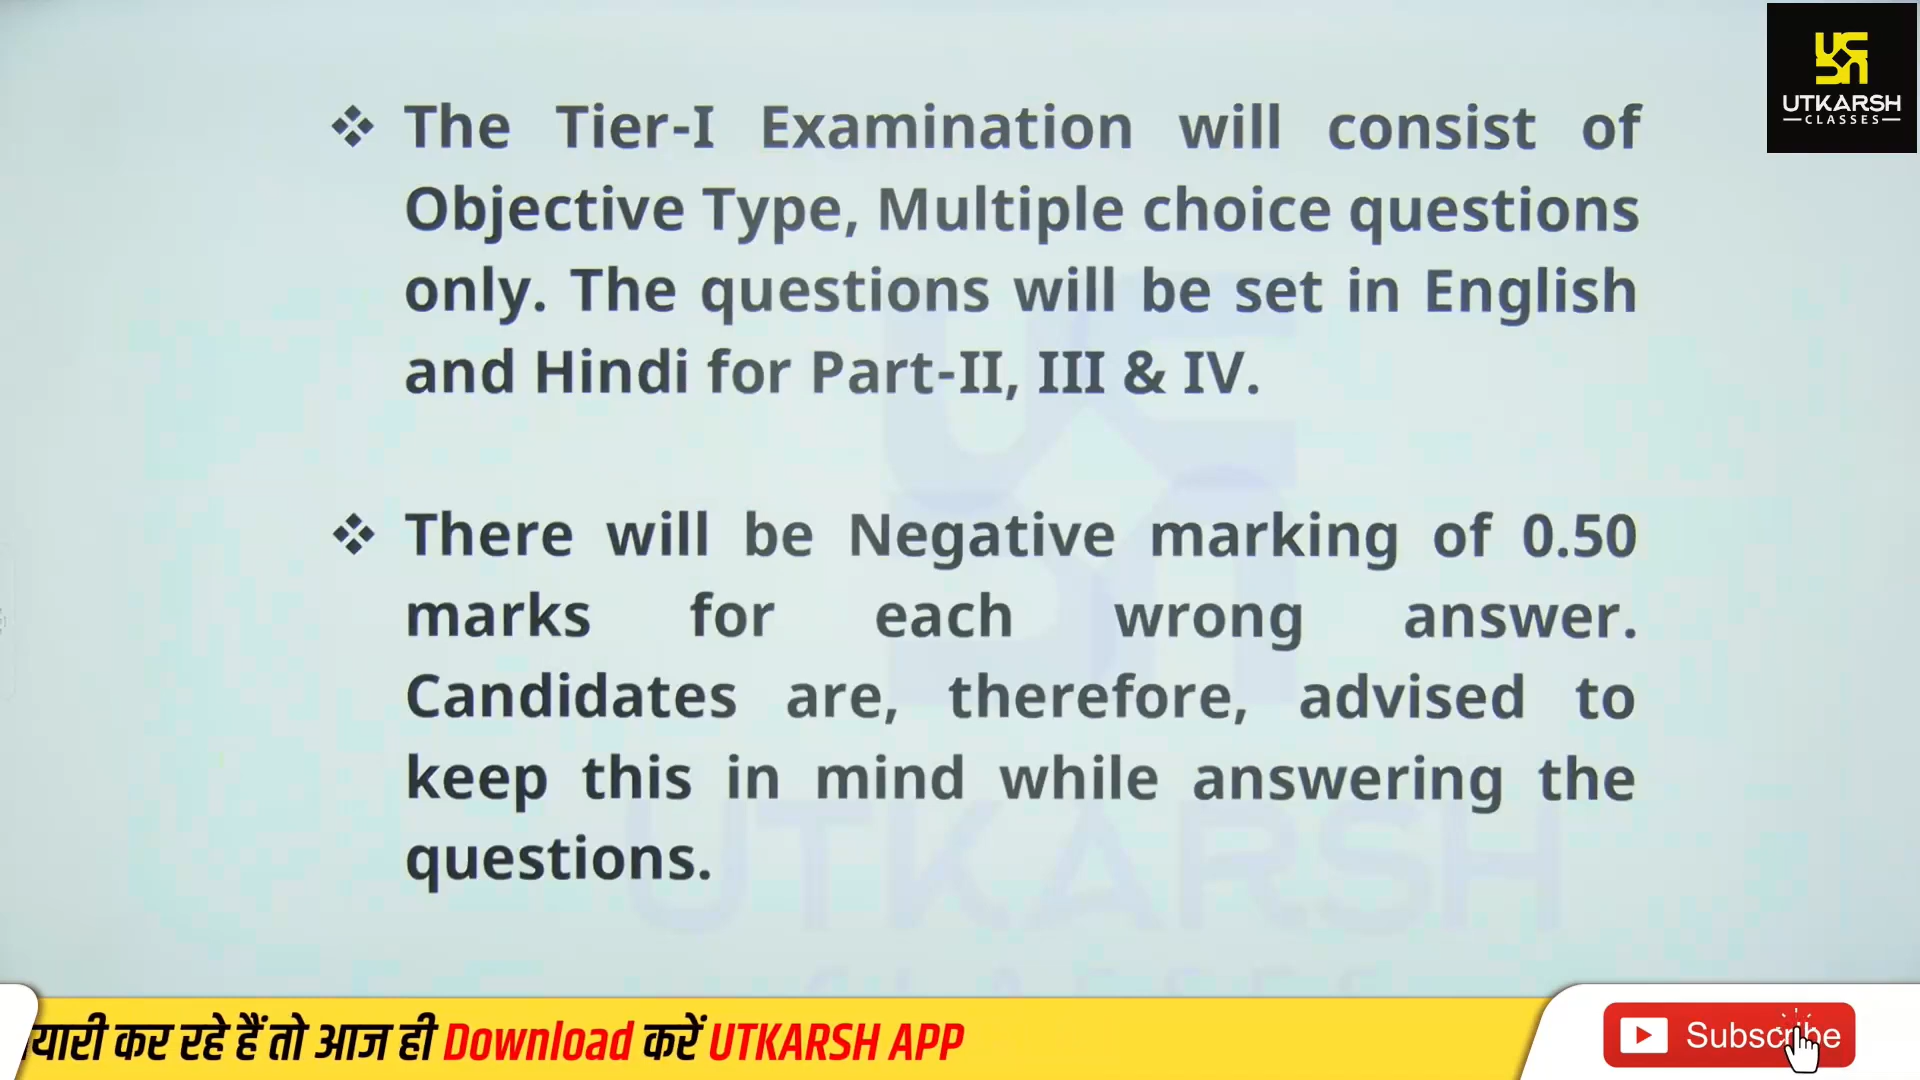 UTKARSH
CLASSES
❖ The Tier-I Examination will consist of
Objective Type, Multiple choice questions
only. The questions will be set in English
and Hindi for Part-II, III & IV.
❖ There will be Negative marking of 0.50
marks for each wrong answer.
Candidates are, therefore, advised to
keep this in mind while answering the
questions.
UTKARSH
CLASSES
कर रहे हैं तो आज ही Download करें UTKARSH APP
Subscribe